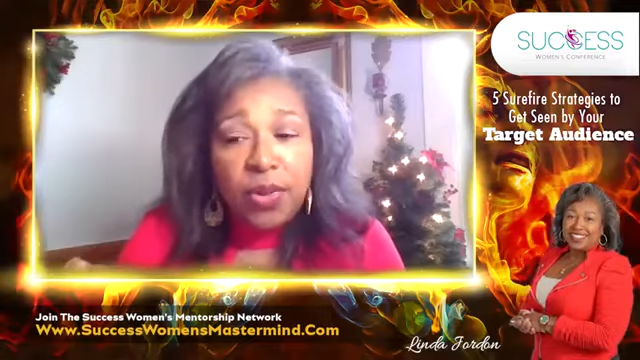 SUCCESS
WOMEN'S CONFERENCE
5 Surefire Strategies to
Get Seen by Your
Target Audience
Join The Success Women's Mentorship Network
Www.SuccessWomensMastermind.Com
Linda Fordon